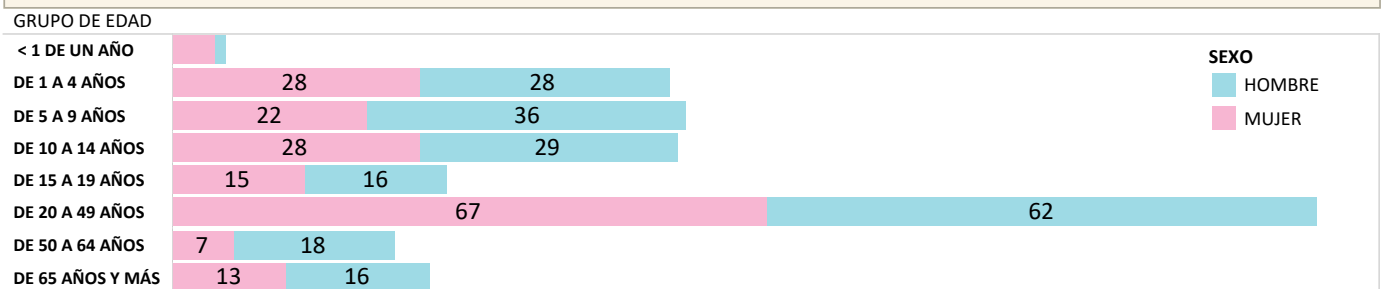 GRUPO DE EDAD
< 1 DE UN AÑO
SEXO
DE 1 A 4 AÑOS 28 28 HOMBRE
DE 5 A 9 AÑOS 22 36 MUJER
DE 10 A 14 AÑOS 28 29
DE 15 A 19 AÑOS 15 16
DE 20 A 49 AÑOS 67 62
DE 50 A 64 AÑOS 7 18
DE 65 AÑOS Y MÁS 13 16